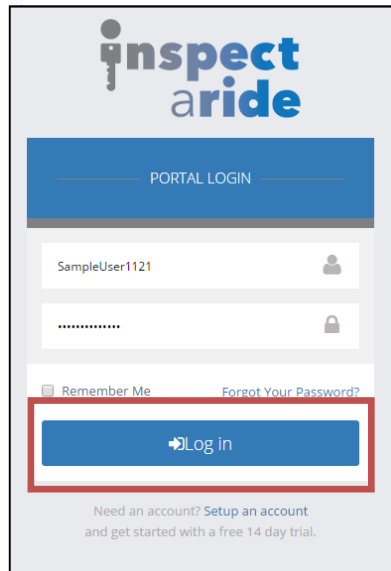 inspect
aride
PORTAL LOGIN
SampleUser1121
••••••••••••••
Remember Me Forgot Your Password?
Log in
Need an account? Setup an account
and get started with a free 14 day trial.